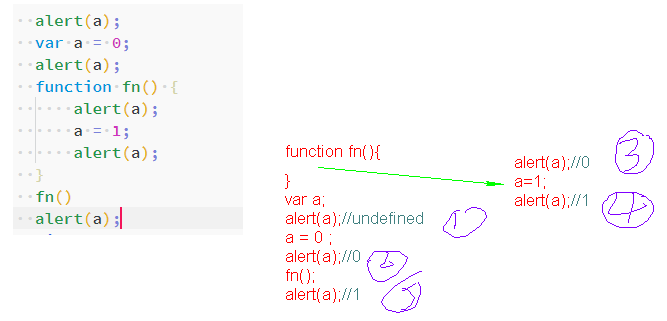 alert(a);
var a = 0;
alert(a);
function fn() {
alert(a);
a = 1;
alert(a);
}
fn()
alert(a);
function fn(){
}
var a;
alert(a);//undefined
a = 0 ;
alert(a);//0
fn();
alert(a);//1
alert(a);//0
a=1;
alert(a);//1
1
2
5
3
4